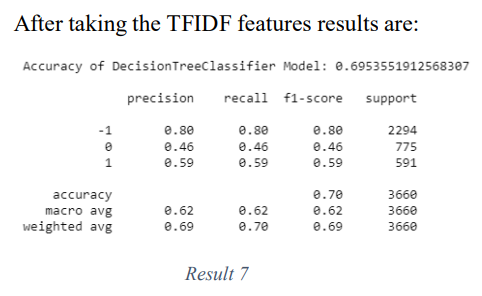 After taking the TFIDF features results are:
Accuracy of DecisionTreeClassifier Model: 0.6953551912568307
precision recall f1-score support
-1 0.80 0.80 0.80 2294
0 0.46 0.46 0.46 775
1 0.59 0.59 0.59 591
accuracy 0.70 3660
macro avg 0.62 0.62 0.62 3660
weighted avg 0.69 0.70 0.69 3660
Result 7